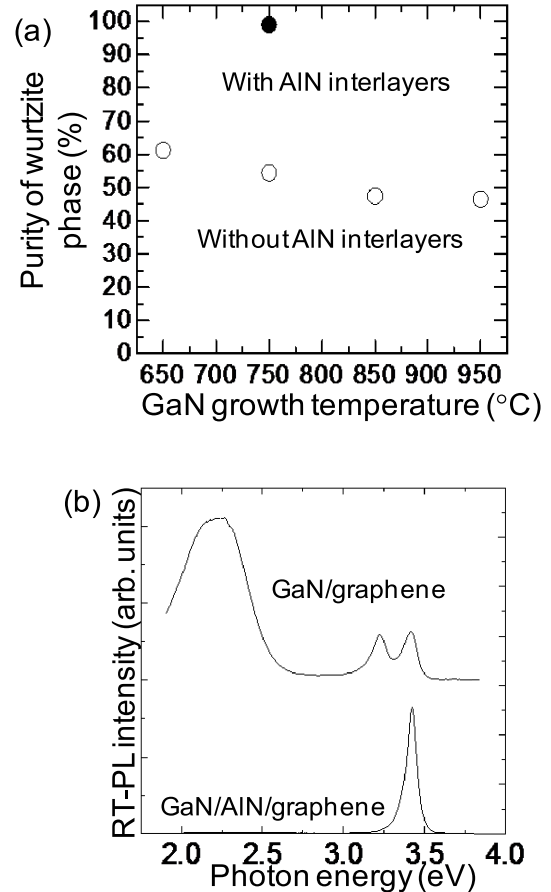 (a)
Purity of wurtzite
phase (%)
100
90
80
70
60
50
40
30
20
10
0
With AlN interlayers
Without AlN interlayers
650 700 750 800 850 900 950
GaN growth temperature (°C)
(b)
RT-PL intensity (arb. units)
GaN/graphene
GaN/AlN/graphene
2.0 2.5 3.0 3.5 4.0
Photon energy (eV)